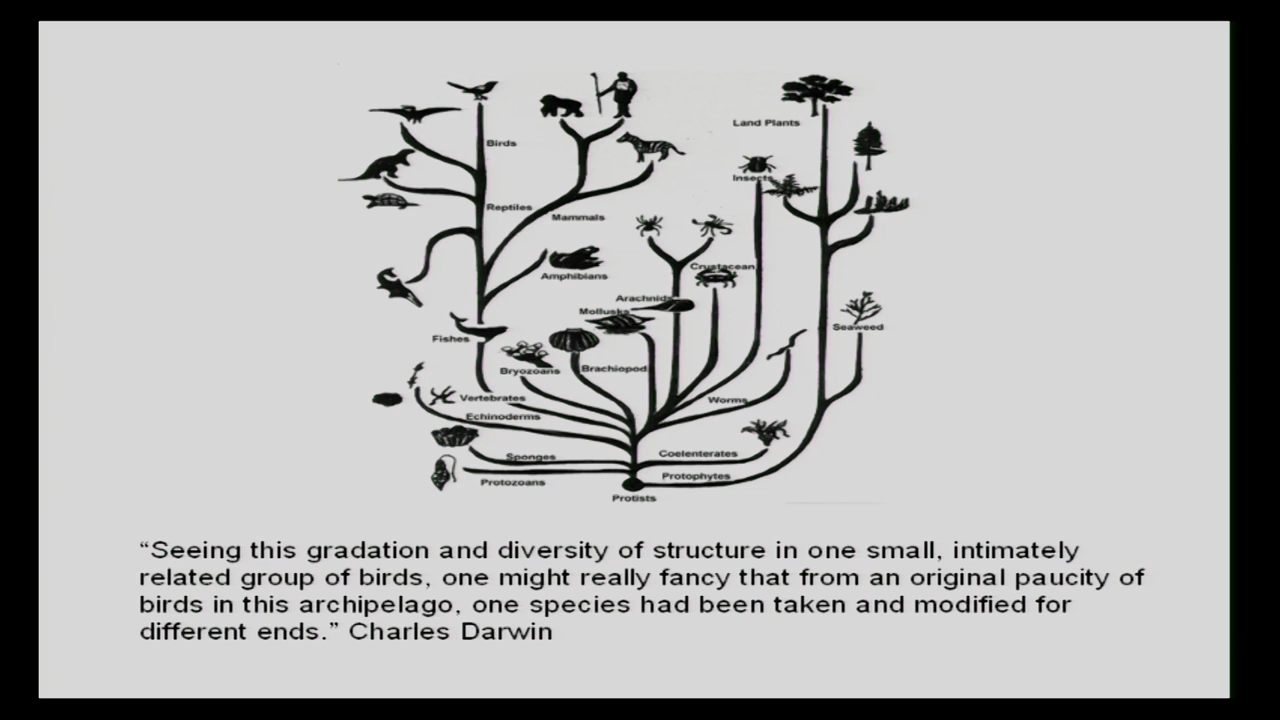 Land Plants
Birds
Insects
Reptiles
Mammals
Crustacean
Amphibians
Arachnids
Mollusks
Seaweed
Fishes
Bryozoans
Brachiopod
Vertebrates
Worms
Echinoderms
Coelenterates
Sponges
Protophytes
Protozoans
Protists
“Seeing this gradation and diversity of structure in one small, intimately
related group of birds, one might really fancy that from an original paucity of
birds in this archipelago, one species had been taken and modified for
different ends.” Charles Darwin